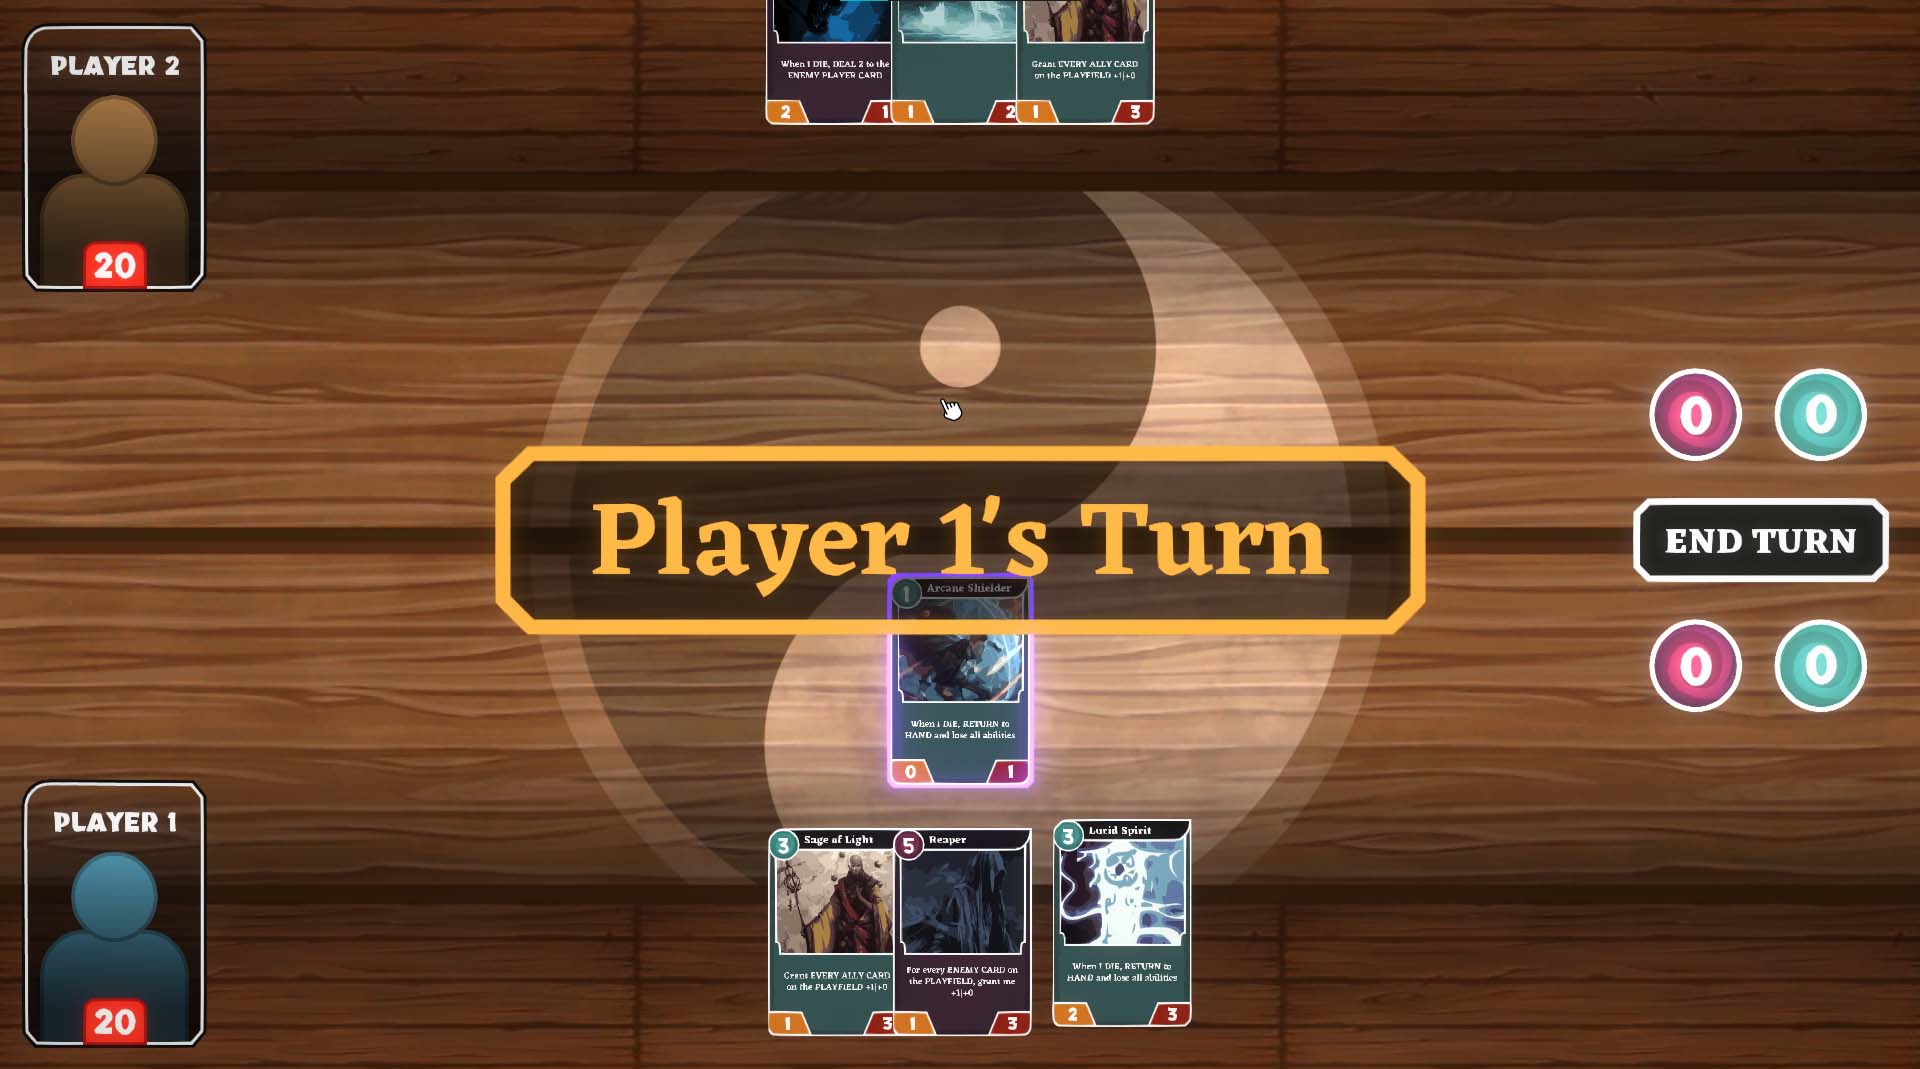 PLAYER 2
20
When I DIE, DEAL 2 to the
ENEMY PLAYER CARD
2
1
1
2
Grant EVERY ALLY CARD
on the PLAYFIELD +1|+0
1
3
0
0
Player 1's Turn
END TURN
1
Arcane Shielder
When I DIE, RETURN to
HAND and lose all abilities
0
1
0
0
PLAYER 1
20
3
Sage of Light
Grant EVERY ALLY CARD
on the PLAYFIELD +1|+0
1
3
5
Reaper
For every ENEMY CARD on
the PLAYFIELD, grant me
+1|+0
1
3
3
Lucid Spirit
When I DIE, RETURN to
HAND and lose all abilities
2
3